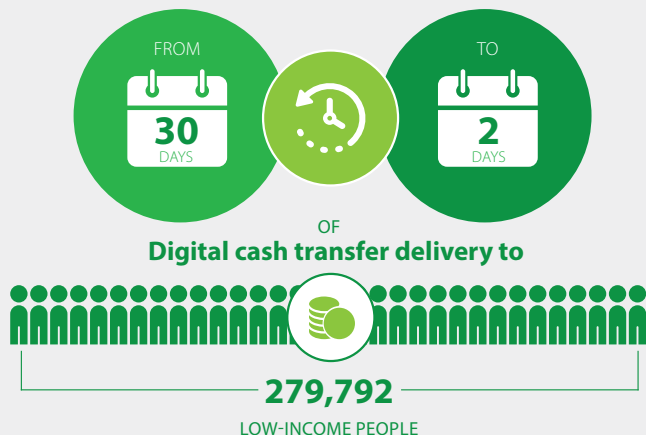 FROM
30
DAYS
TO
2
DAYS
OF
Digital cash transfer delivery to
279,792
LOW-INCOME PEOPLE